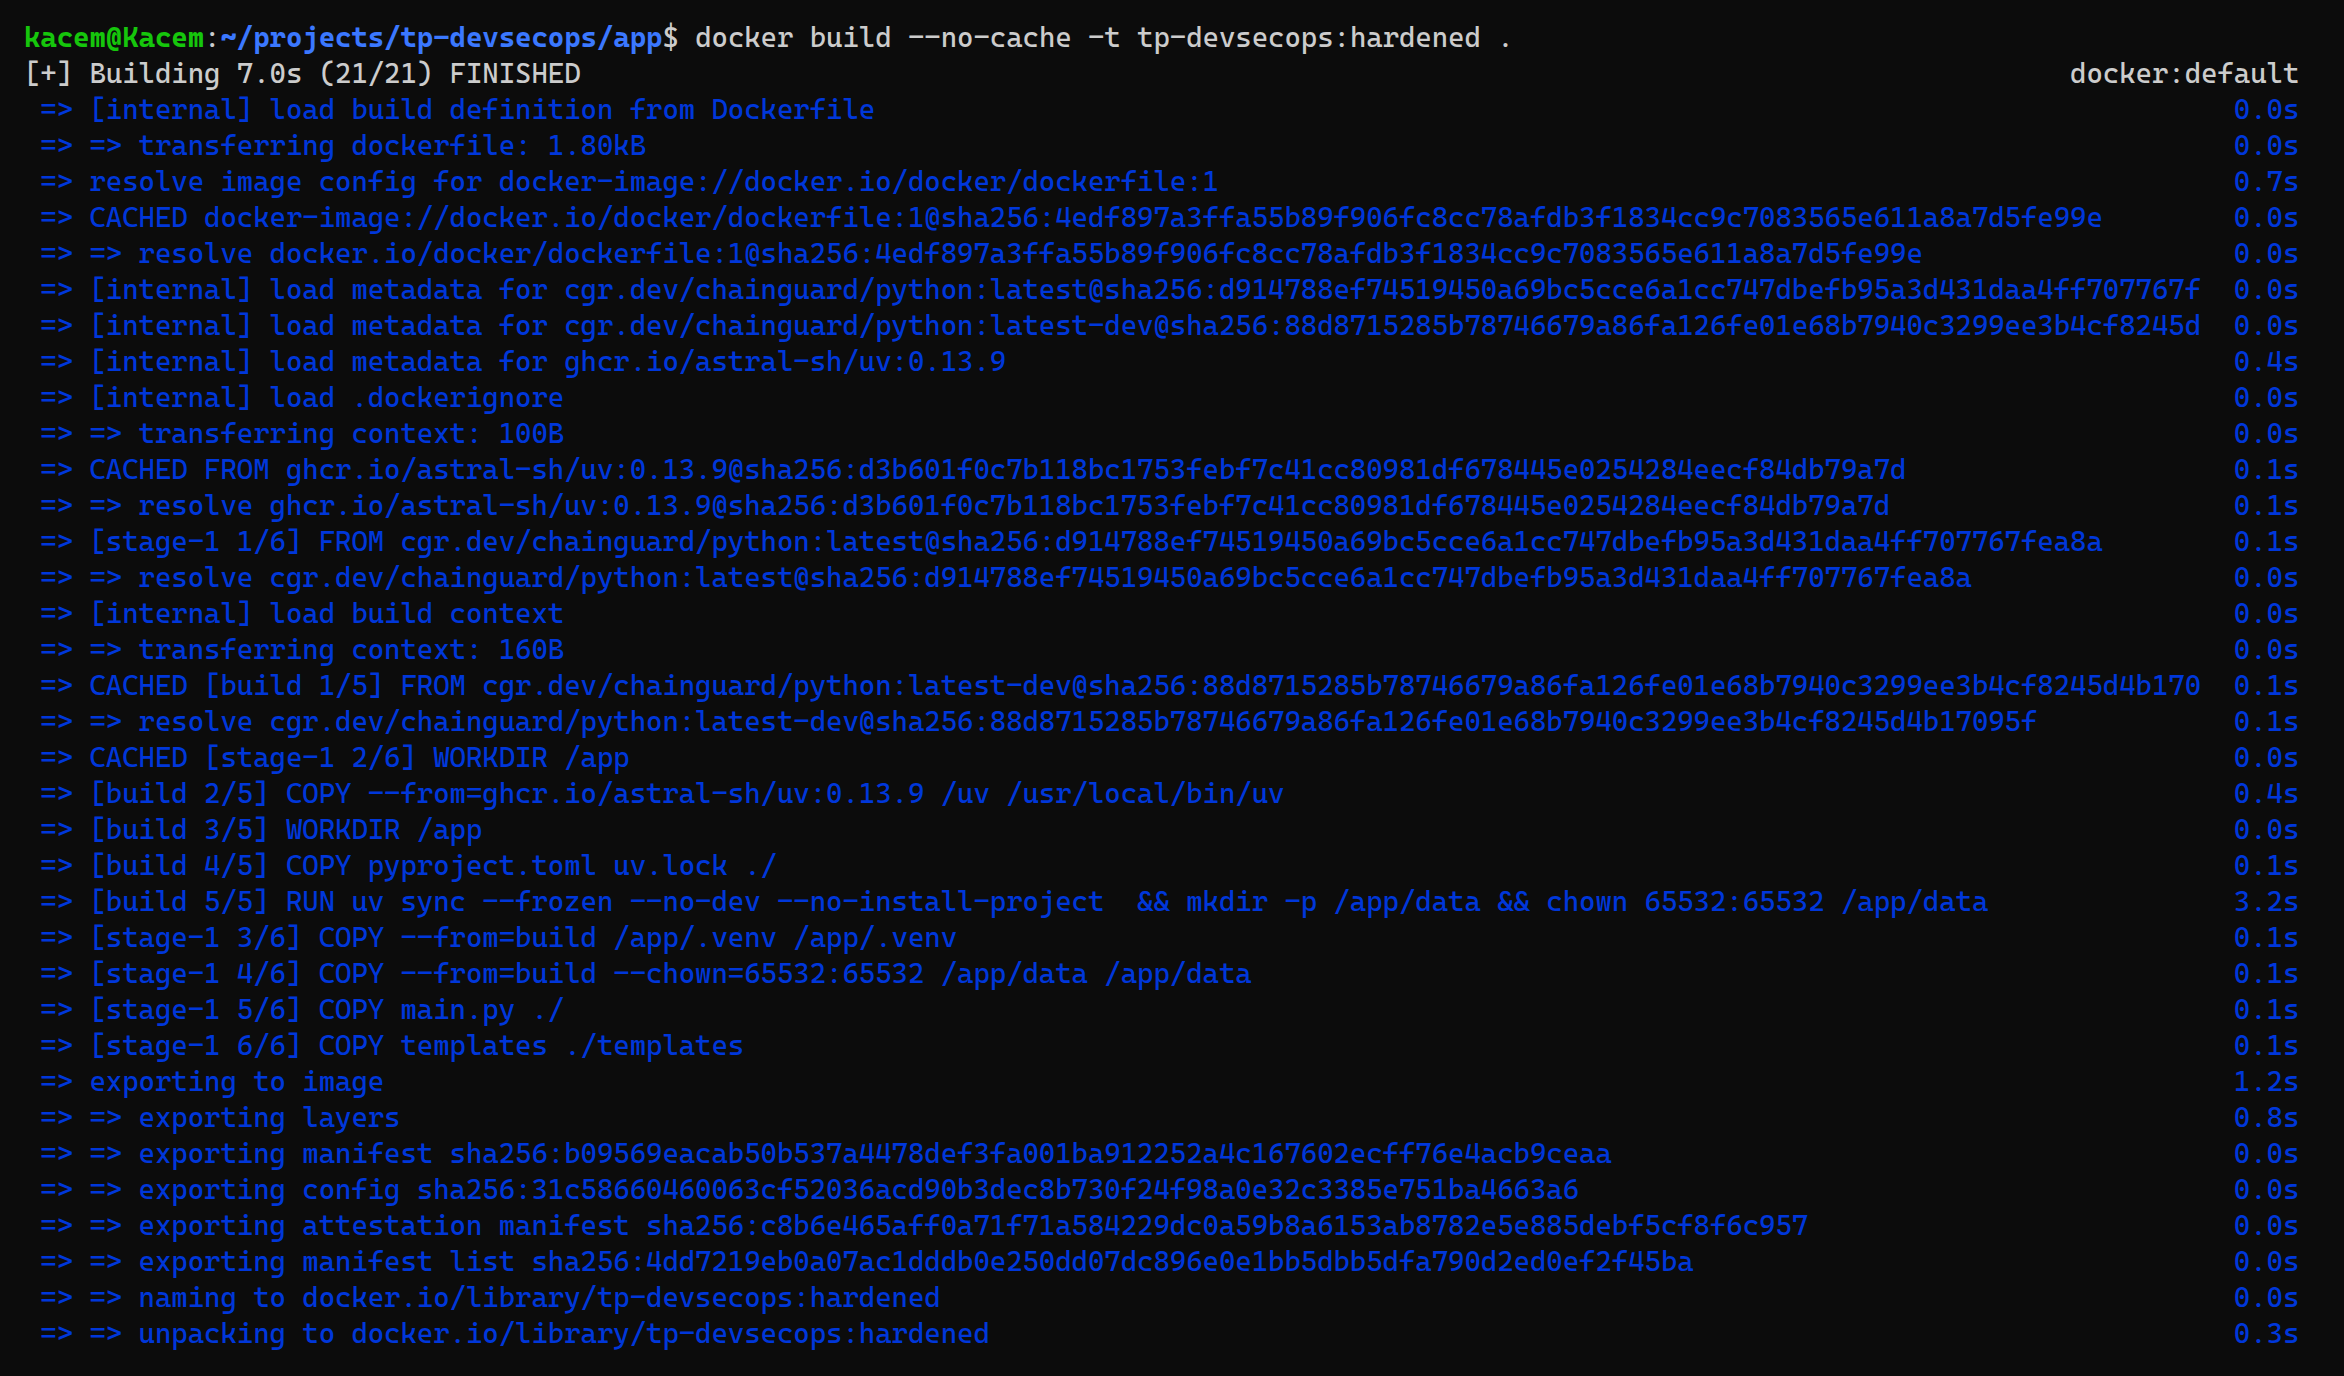 kacem@Kacem:~/projects/tp-devsecops/app$ docker build --no-cache -t tp-devsecops:hardened .
[+] Building 7.0s (21/21) FINISHED docker:default
=> [internal] load build definition from Dockerfile 0.0s
=> => transferring dockerfile: 1.80kB 0.0s
=> resolve image config for docker-image://docker.io/docker/dockerfile:1 0.7s
=> CACHED docker-image://docker.io/docker/dockerfile:1@sha256:4edf897a3ffa55b89f906fc8cc78afdb3f1834cc9c7083565e611a8a7d5fe99e 0.0s
=> => resolve docker.io/docker/dockerfile:1@sha256:4edf897a3ffa55b89f906fc8cc78afdb3f1834cc9c7083565e611a8a7d5fe99e 0.0s
=> [internal] load metadata for cgr.dev/chainguard/python:latest@sha256:d914788ef74519450a69bc5cce6a1cc747dbefb95a3d431daa4ff707767f 0.0s
=> [internal] load metadata for cgr.dev/chainguard/python:latest-dev@sha256:88d8715285b78746679a86fa126fe01e68b7940c3299ee3b4cf8245d 0.0s
=> [internal] load metadata for ghcr.io/astral-sh/uv:0.13.9 0.4s
=> [internal] load .dockerignore 0.0s
=> => transferring context: 100B 0.0s
=> CACHED FROM ghcr.io/astral-sh/uv:0.13.9@sha256:d3b601f0c7b118bc1753febf7c41cc80981df678445e0254284eecf84db79a7d 0.1s
=> => resolve ghcr.io/astral-sh/uv:0.13.9@sha256:d3b601f0c7b118bc1753febf7c41cc80981df678445e0254284eecf84db79a7d 0.1s
=> [stage-1 1/6] FROM cgr.dev/chainguard/python:latest@sha256:d914788ef74519450a69bc5cce6a1cc747dbefb95a3d431daa4ff707767fea8a 0.1s
=> => resolve cgr.dev/chainguard/python:latest@sha256:d914788ef74519450a69bc5cce6a1cc747dbefb95a3d431daa4ff707767fea8a 0.0s
=> [internal] load build context 0.0s
=> => transferring context: 160B 0.0s
=> CACHED [build 1/5] FROM cgr.dev/chainguard/python:latest-dev@sha256:88d8715285b78746679a86fa126fe01e68b7940c3299ee3b4cf8245d4b170 0.1s
=> => resolve cgr.dev/chainguard/python:latest-dev@sha256:88d8715285b78746679a86fa126fe01e68b7940c3299ee3b4cf8245d4b17095f 0.1s
=> CACHED [stage-1 2/6] WORKDIR /app 0.0s
=> [build 2/5] COPY --from=ghcr.io/astral-sh/uv:0.13.9 /uv /usr/local/bin/uv 0.4s
=> [build 3/5] WORKDIR /app 0.0s
=> [build 4/5] COPY pyproject.toml uv.lock ./ 0.1s
=> [build 5/5] RUN uv sync --frozen --no-dev --no-install-project  && mkdir -p /app/data && chown 65532:65532 /app/data 3.2s
=> [stage-1 3/6] COPY --from=build /app/.venv /app/.venv 0.1s
=> [stage-1 4/6] COPY --from=build --chown=65532:65532 /app/data /app/data 0.1s
=> [stage-1 5/6] COPY main.py ./ 0.1s
=> [stage-1 6/6] COPY templates ./templates 0.1s
=> exporting to image 1.2s
=> => exporting layers 0.8s
=> => exporting manifest sha256:b09569eacab50b537a4478def3fa001ba912252a4c167602ecff76e4acb9ceaa 0.0s
=> => exporting config sha256:31c58660460063cf52036acd90b3dec8b730f24f98a0e32c3385e751ba4663a6 0.0s
=> => exporting attestation manifest sha256:c8b6e465aff0a71f71a584229dc0a59b8a6153ab8782e5e885debf5cf8f6c957 0.0s
=> => exporting manifest list sha256:4dd7219eb0a07ac1dddb0e250dd07dc896e0e1bb5dbb5dfa790d2ed0ef2f45ba 0.0s
=> => naming to docker.io/library/tp-devsecops:hardened 0.0s
=> => unpacking to docker.io/library/tp-devsecops:hardened 0.3s